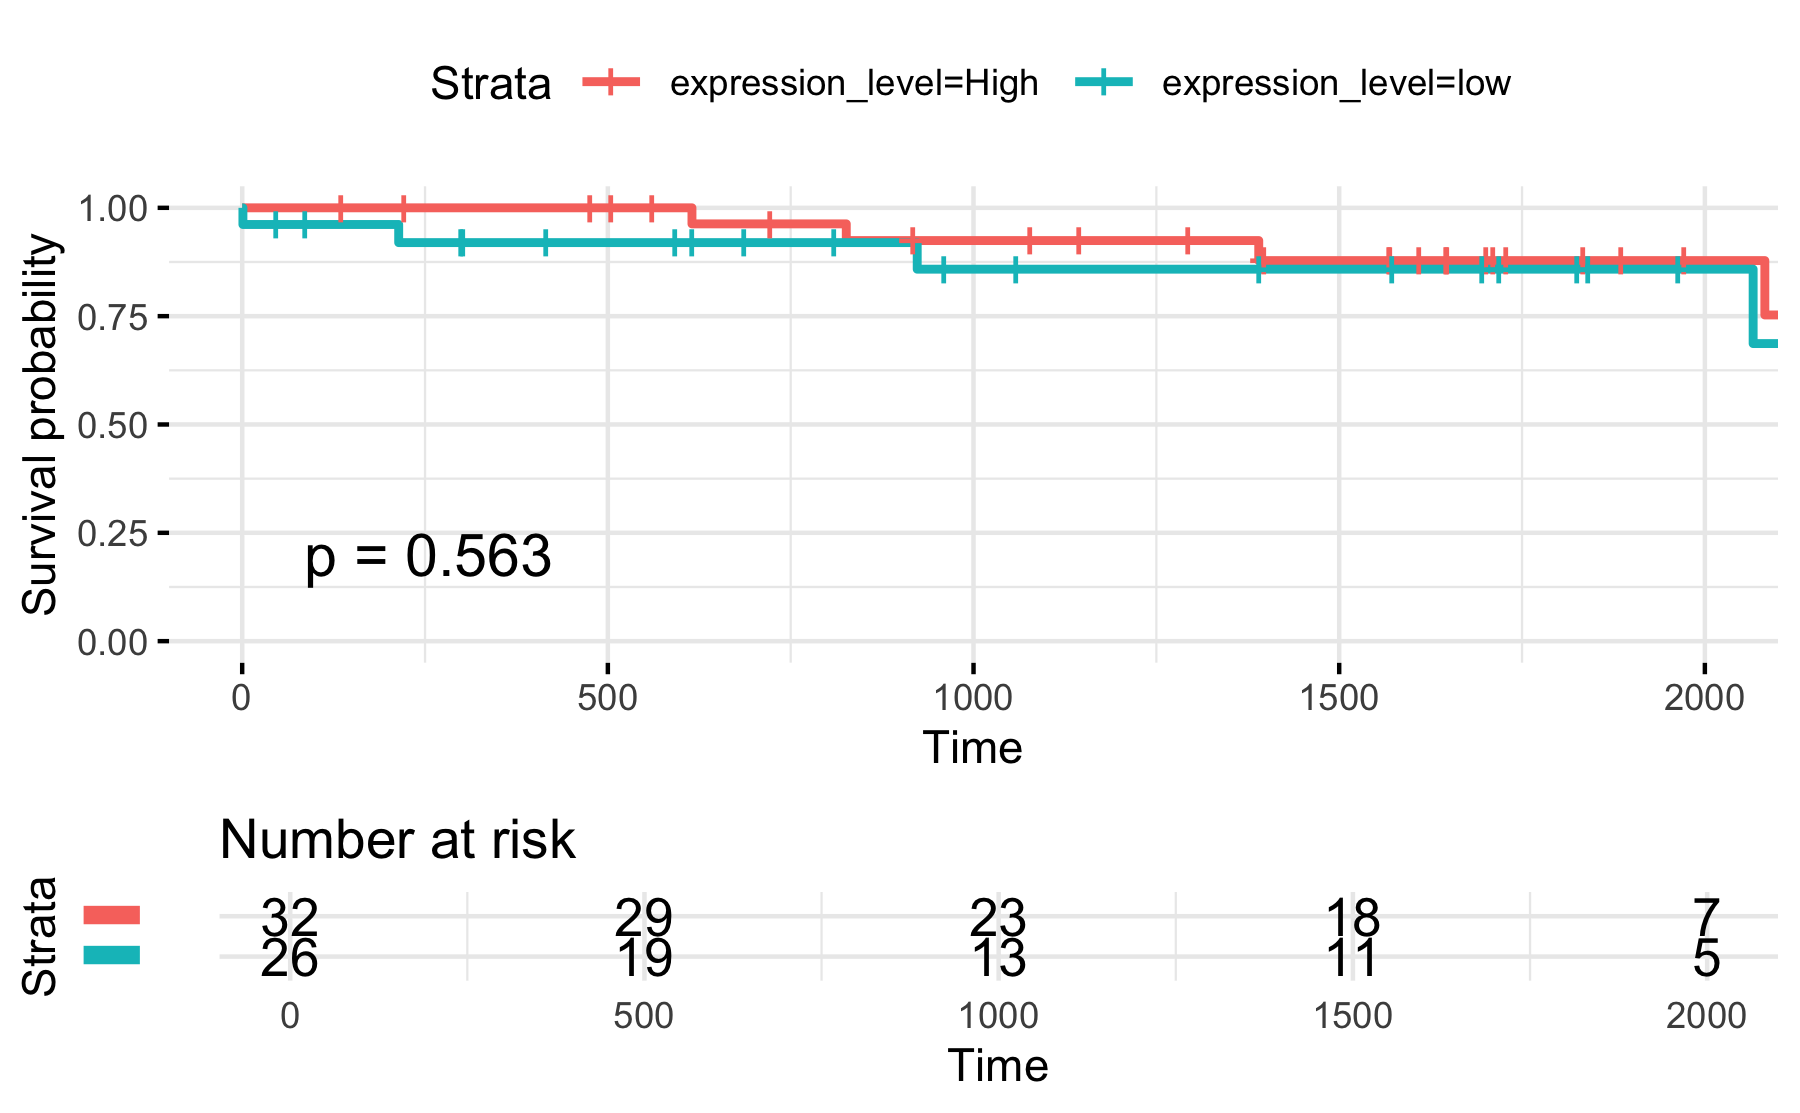 Strata expression_level=High expression_level=low
Survival probability
1.00
0.75
0.50
0.25
0.00
p = 0.563
0 500 1000 1500 2000
Time
Number at risk
Strata
32 29 23 18 7
26 19 13 11 5
0 500 1000 1500 2000
Time